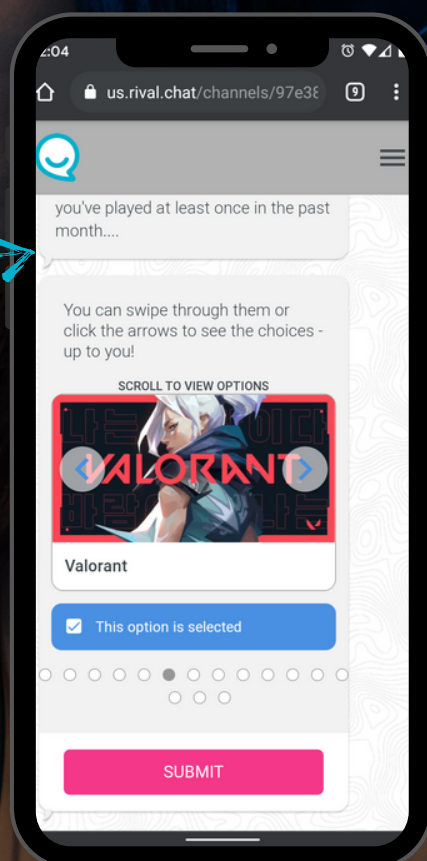 2:04
us.rival.chat/channels/97e38
9
you've played at least once in the past
month....
You can swipe through them or
click the arrows to see the choices -
up to you!
SCROLL TO VIEW OPTIONS
VALORANT
Valorant
This option is selected
SUBMIT